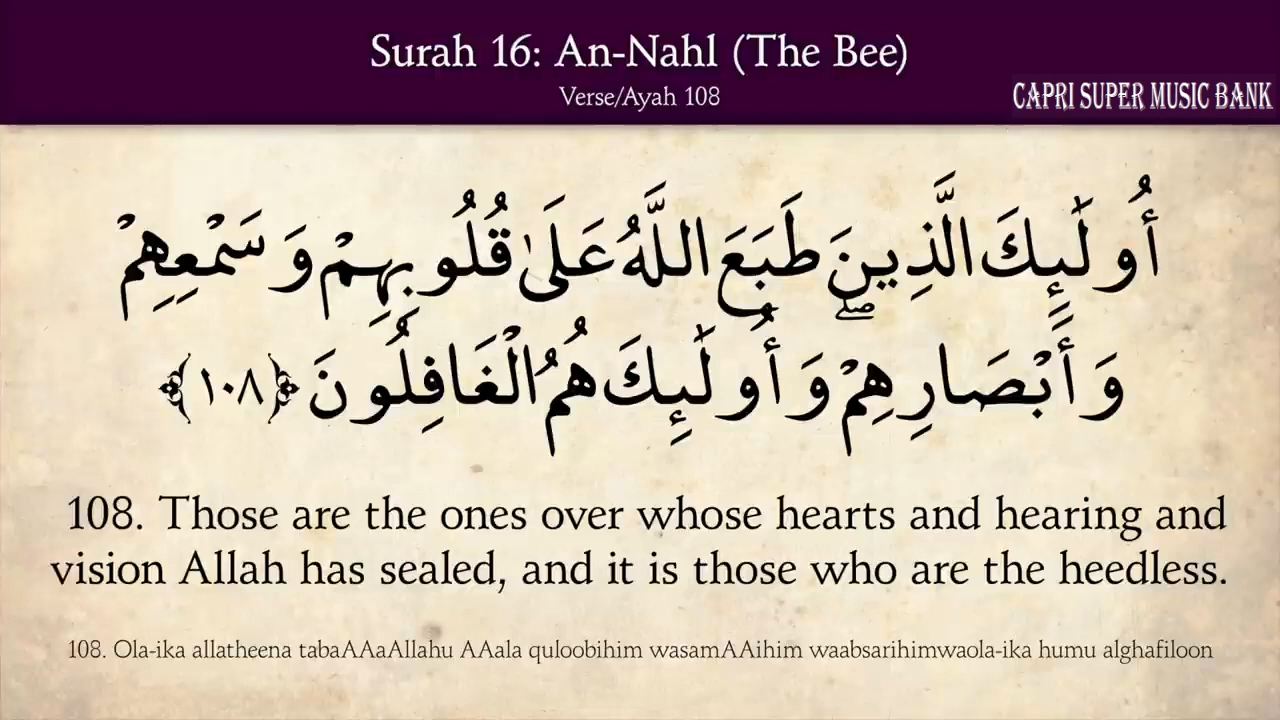 Surah 16: An-Nahl (The Bee)
Verse/Ayah 108
CAPRI SUPER MUSIC BANK
أُولَٰئِكَ الَّذِينَ طَبَعَ اللَّهُ عَلَىٰ قُلُوبِهِمْ وَسَمْعِهِمْ
وَأَبْصَارِهِمْ ۖ وَأُولَٰئِكَ هُمُ الْغَافِلُونَ ﴿١٠٨﴾
108. Those are the ones over whose hearts and hearing and
vision Allah has sealed, and it is those who are the heedless.
108. Ola-ika allatheena tabaAAaAllahu AAala quloobihim wasamAAihim waabsarihimwaola-ika humu alghafiloon